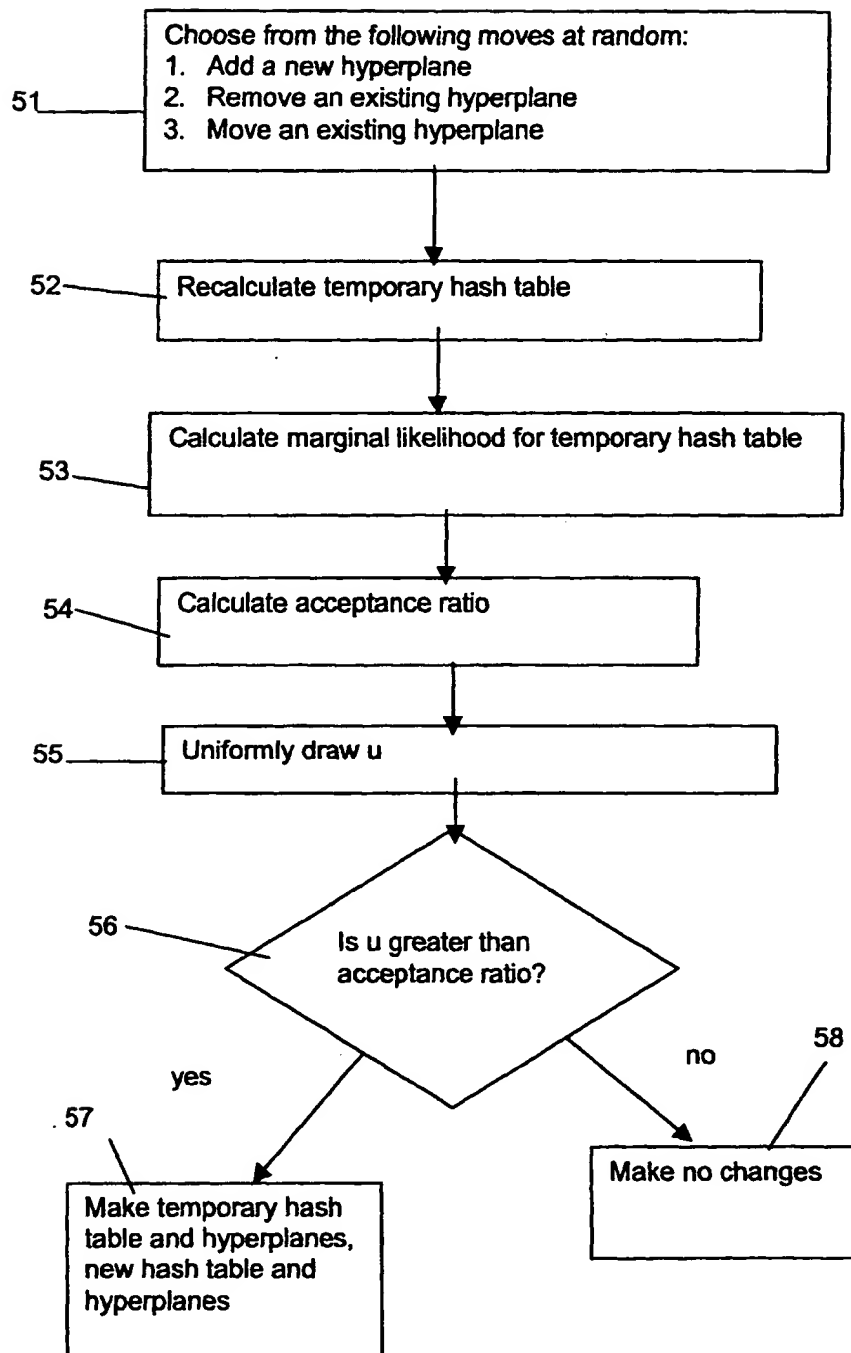 Choose from the following moves at random:
1. Add a new hyperplane
2. Remove an existing hyperplane
3. Move an existing hyperplane
51
52
Recalculate temporary hash table
Calculate marginal likelihood for temporary hash table
53
Calculate acceptance ratio
54
Uniformly draw u
55
56
Is u greater than
acceptance ratio?
58
no
yes
57
Make no changes
Make temporary hash
table and hyperplanes,
new hash table and
hyperplanes